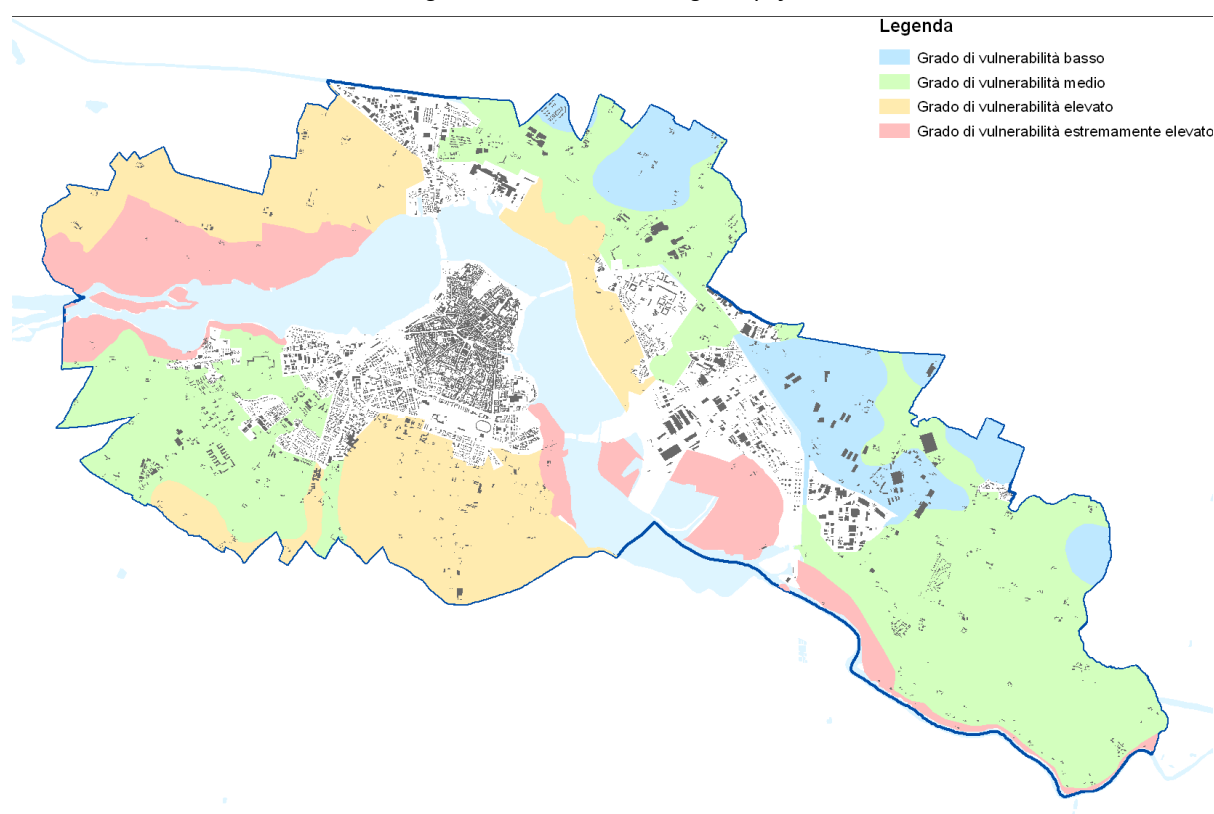 Legenda
Grado di vulnerabilità basso
Grado di vulnerabilità medio
Grado di vulnerabilità elevato
Grado di vulnerabilità estremamente elevato